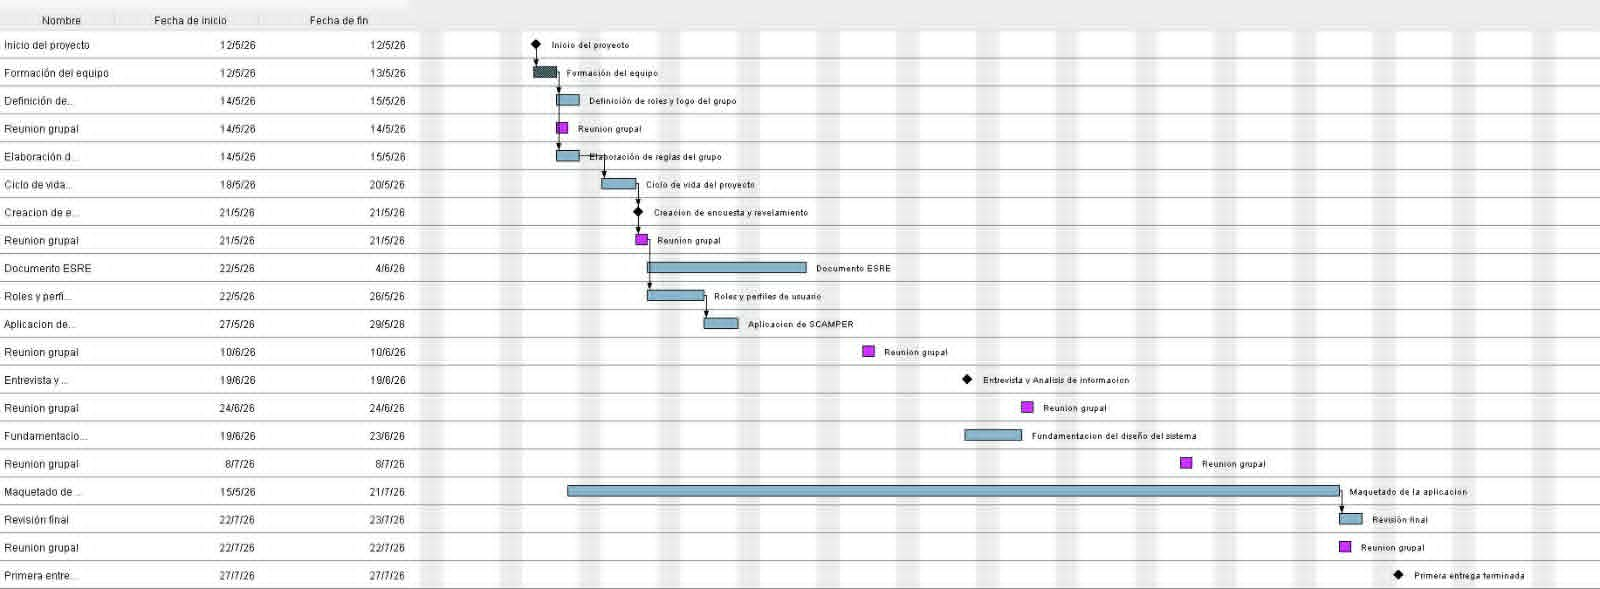 Nombre Fecha de inicio Fecha de fin
Inicio del proyecto 12/5/26 12/5/26 Inicio del proyecto
Formación del equipo 12/5/26 13/5/26 Formación del equipo
Definición de... 14/5/26 15/5/26 Definición de roles y logo del grupo
Reunion grupal 14/5/26 14/5/26 Reunion grupal
Elaboración d... 14/5/26 15/5/26 Elaboración de reglas del grupo
Ciclo de vida... 18/5/26 20/5/26 Ciclo de vida del proyecto
Creacion de e... 21/5/26 21/5/26 Creacion de encuesta y revelamiento
Reunion grupal 21/5/26 21/5/26 Reunion grupal
Documento ESRE 22/5/26 4/6/26 Documento ESRE
Roles y perfi... 22/5/26 26/5/26 Roles y perfiles de usuario
Aplicacion de... 27/5/26 29/5/26 Aplicacion de SCAMPER
Reunion grupal 10/6/26 10/6/26 Reunion grupal
Entrevista y ... 19/6/26 19/6/26 Entrevista y Analisis de informacion
Reunion grupal 24/6/26 24/6/26 Reunion grupal
Fundamentacio... 19/6/26 23/6/26 Fundamentacion del diseño del sistema
Reunion grupal 8/7/26 8/7/26 Reunion grupal
Maquetado de ... 15/5/26 21/7/26 Maquetado de la aplicacion
Revisión final 22/7/26 23/7/26 Revisión final
Reunion grupal 22/7/26 22/7/26 Reunion grupal
Primera entre... 27/7/26 27/7/26 Primera entrega terminada